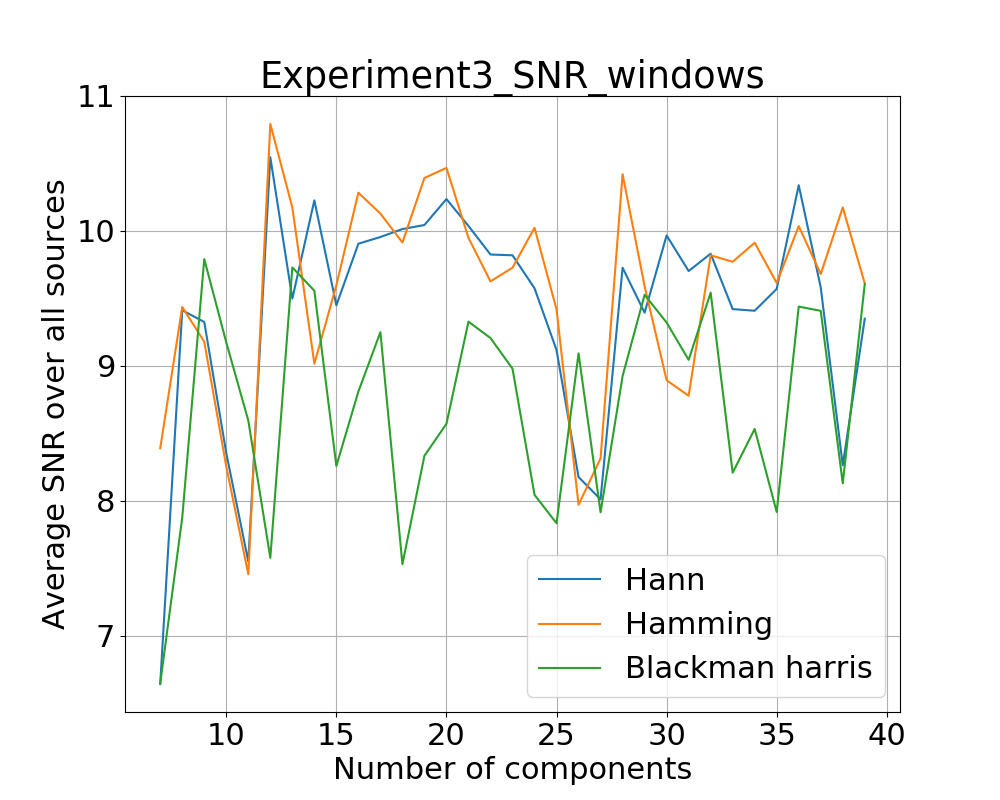 Experiment3_SNR_windows
11
10
9
8
7
Average SNR over all sources
Hann
Hamming
Blackman harris
10 15 20 25 30 35 40
Number of components